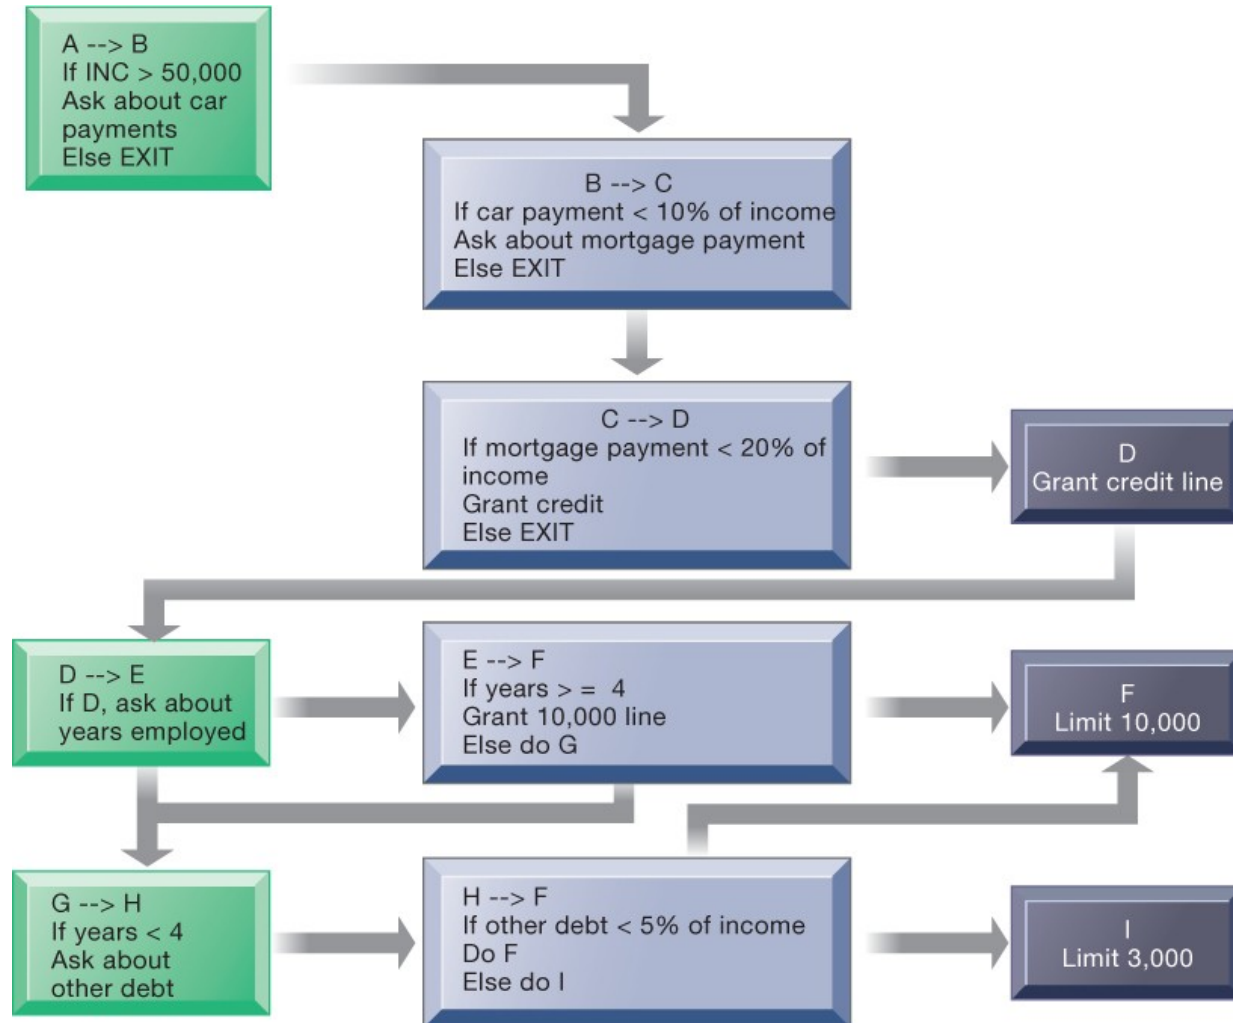 A --> B
If INC > 50,000
Ask about car
payments
Else EXIT
B --> C
If car payment < 10% of income
Ask about mortgage payment
Else EXIT
C --> D
If mortgage payment < 20% of
income
Grant credit
Else EXIT
D
Grant credit line
D --> E
If D, ask about
years employed
E --> F
If years > = 4
Grant 10,000 line
Else do G
F
Limit 10,000
G --> H
If years < 4
Ask about
other debt
H --> F
If other debt < 5% of income
Do F
Else do I
I
Limit 3,000